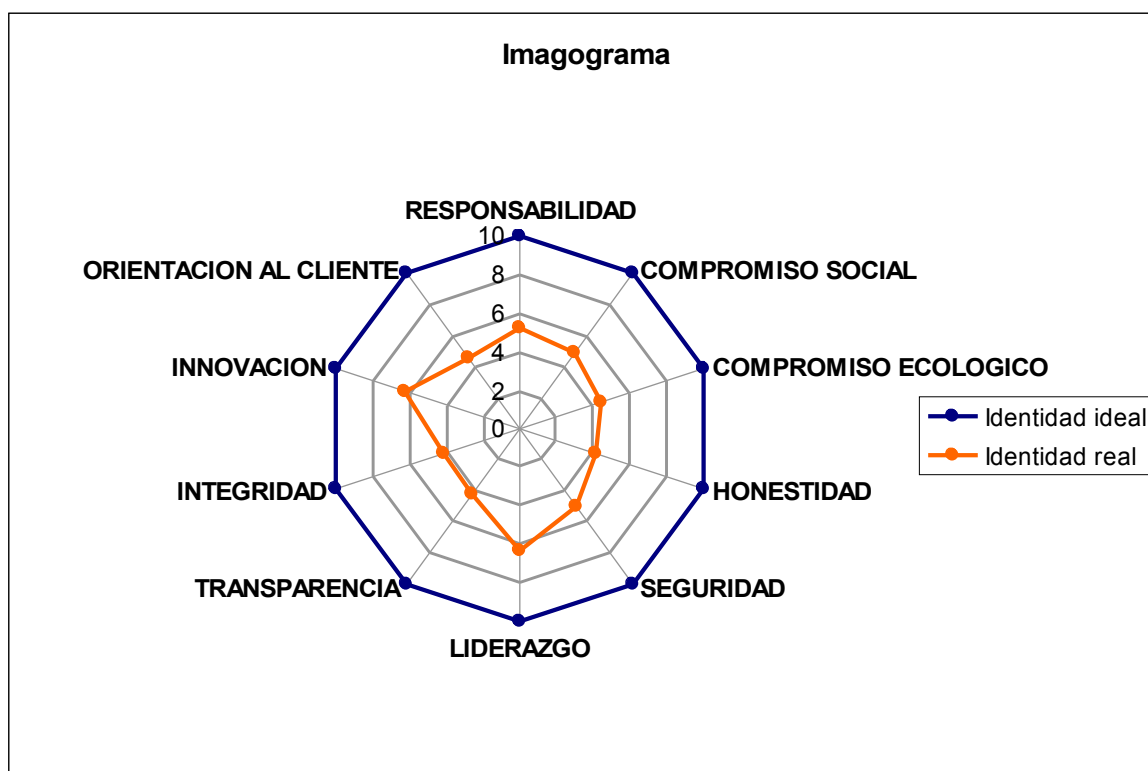 Imagograma
RESPONSABILIDAD
10
ORIENTACION AL CLIENTE
COMPROMISO SOCIAL
8
6
INNOVACION
COMPROMISO ECOLOGICO
4
2
Identidad ideal
0
Identidad real
INTEGRIDAD
HONESTIDAD
TRANSPARENCIA
SEGURIDAD
LIDERAZGO